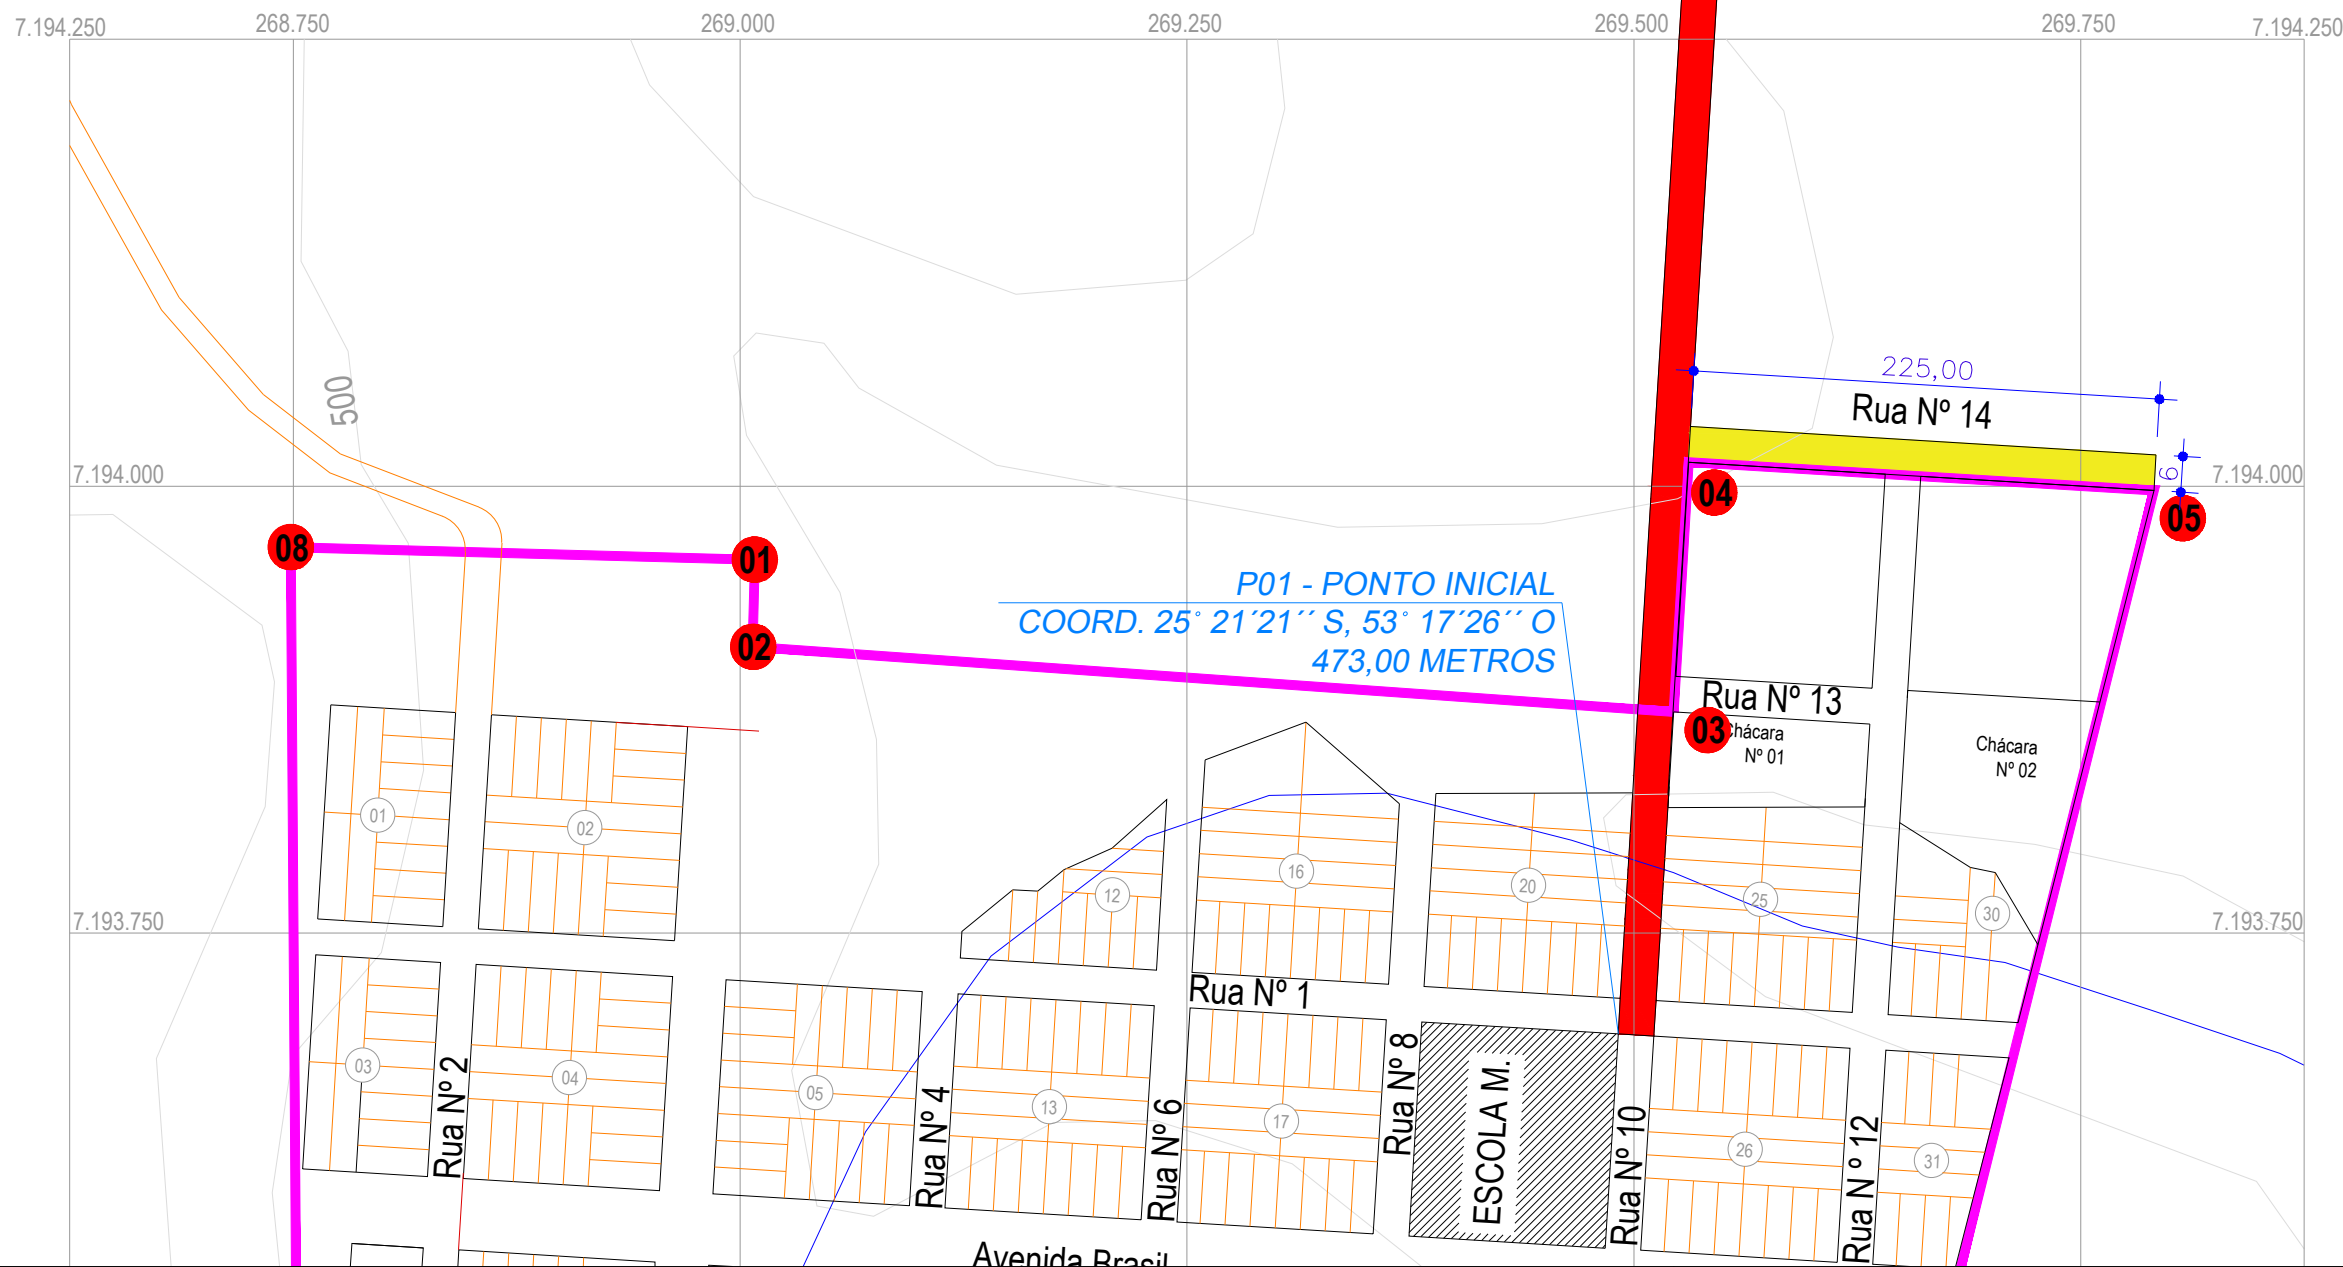 268.750
269.000
269.250
269.500
269.750
7.194.250
7.194.250
225,00
Rua Nº 14
500
7.194.000
7.194.000
6
04
05
08
01
02
P01 - PONTO INICIAL
COORD. 25° 21´21´´ S, 53° 17´26´´ O
473,00 METROS
Rua Nº 13
03
Chácara
Nº 01
Chácara
Nº 02
01
02
12
16
20
25
30
7.193.750
7.193.750
Rua Nº 1
03
04
05
13
17
26
31
Rua Nº 2
Rua Nº 4
Rua Nº 6
Rua Nº 8
ESCOLA M.
Rua Nº 10
Rua N º 12
Avenida Brasil